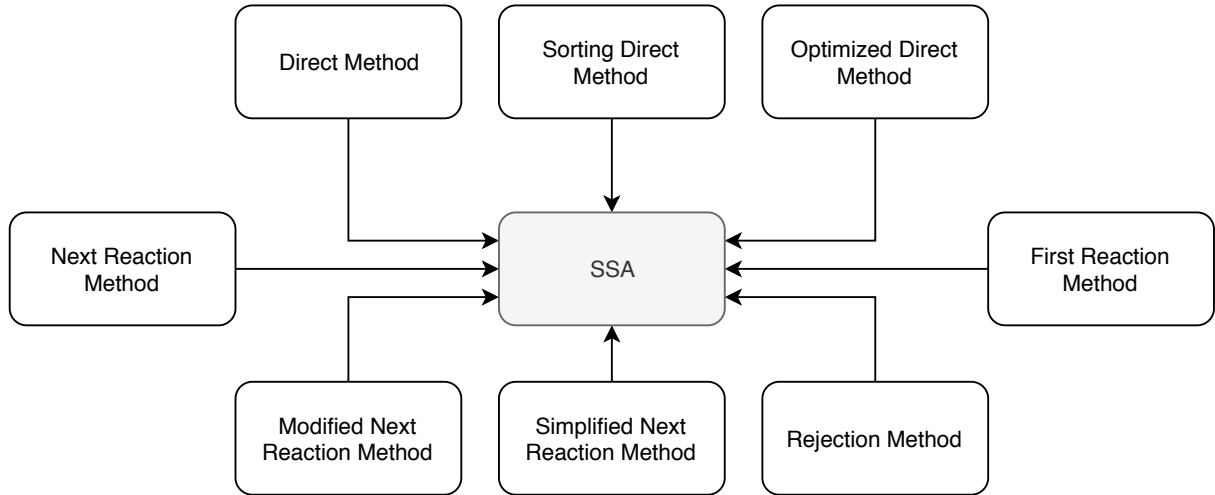 Direct Method
Sorting Direct
Method
Optimized Direct
Method
Next Reaction
Method
SSA
First Reaction
Method
Modified Next
Reaction Method
Simplified Next
Reaction Method
Rejection Method